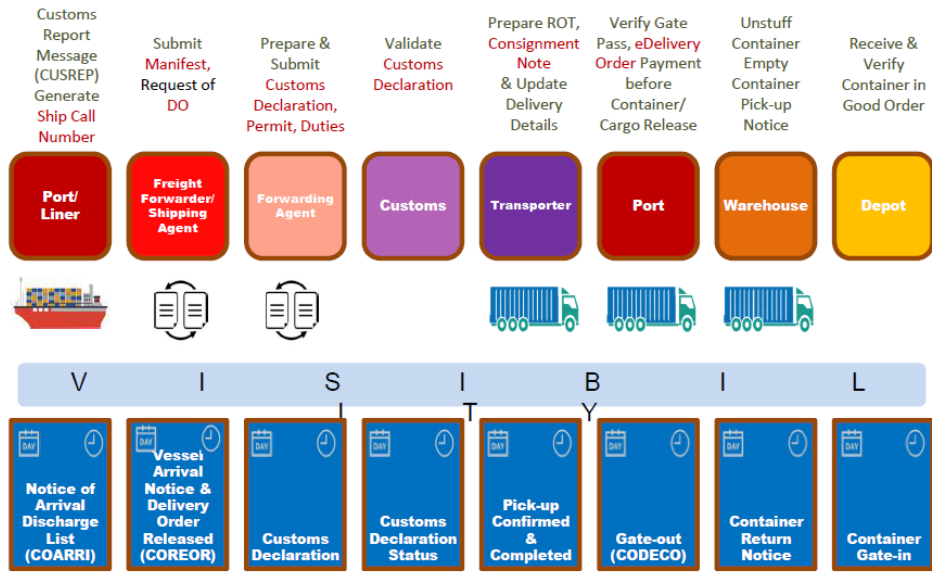 Customs
Report
Message
(CUSREP)
Generate
Ship Call
Number
Submit
Manifest,
Request of
DO
Prepare &
Submit
Customs
Declaration,
Permit, Duties
Validate
Customs
Declaration
Prepare ROT,
Consignment
Note
& Update
Delivery
Details
Verify Gate
Pass, eDelivery
Order Payment
before
Container/
Cargo Release
Unstuff
Container
Empty
Container
Pick-up
Notice
Receive &
Verify
Container in
Good Order
Port/
Liner
Freight
Forwarder/
Shipping
Agent
Forwarding
Agent
Customs
Transporter
Port
Warehouse
Depot
V I S I B I L
I T Y
DAY
Notice of
Arrival
Discharge
List
(COARRI)
DAY
Vessel
Arrival
Notice &
Delivery
Order
Released
(COREOR)
DAY
Customs
Declaration
DAY
Customs
Declaration
Status
DAY
Pick-up
Confirmed
&
Completed
DAY
Gate-out
(CODECO)
DAY
Container
Return
Notice
DAY
Container
Gate-in